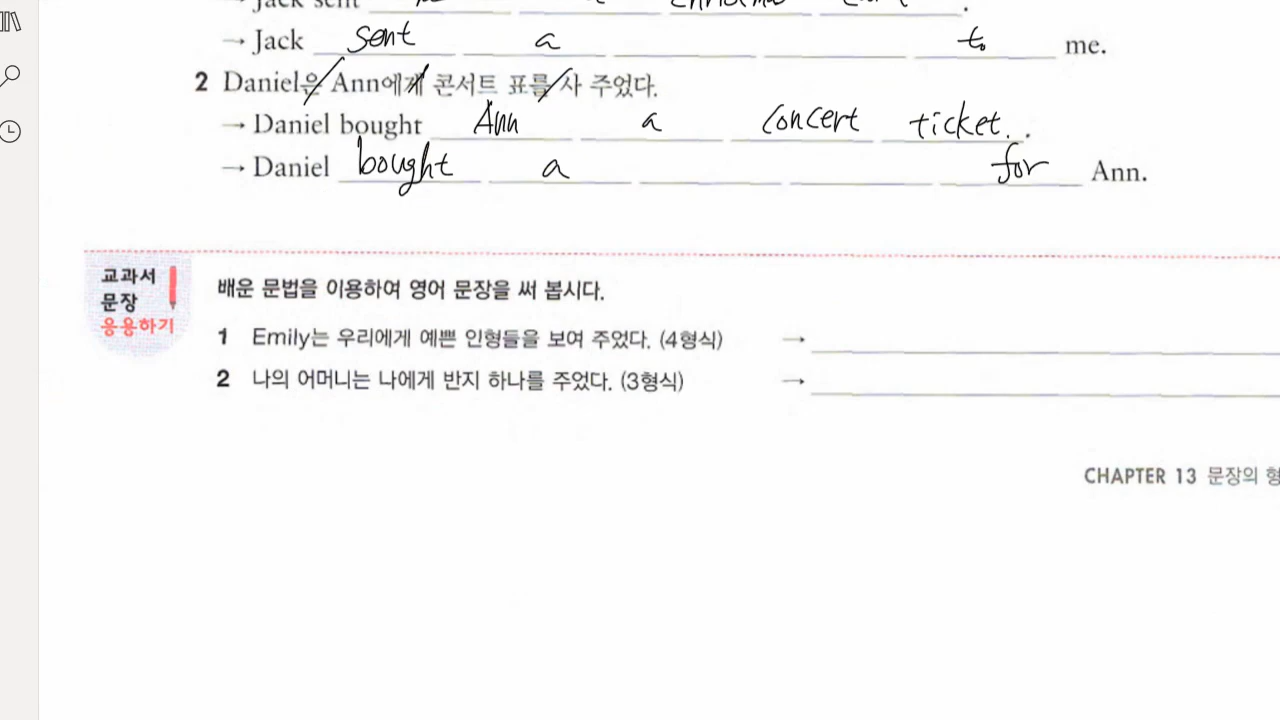 → Jack sent .
→ Jack sent a to me.
2 Daniel은 Ann에게 콘서트 표를 사 주었다.
→ Daniel bought Ann a concert ticket. .
→ Daniel bought a for Ann.
교과서
문장
응용하기
배운 문법을 이용하여 영어 문장을 써 봅시다.
1 Emily는 우리에게 예쁜 인형들을 보여 주었다. (4형식) →
2 나의 어머니는 나에게 반지 하나를 주었다. (3형식) →
CHAPTER 13 문장의 형